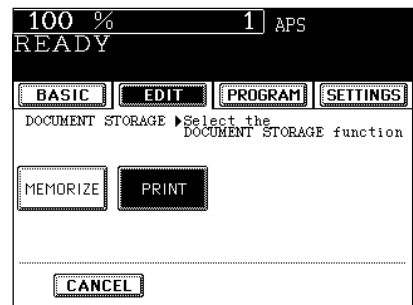 100 % 1 APS
READY
BASIC EDIT PROGRAM SETTINGS
DOCUMENT STORAGE ▶Select the
DOCUMENT STORAGE function
MEMORIZE PRINT
CANCEL